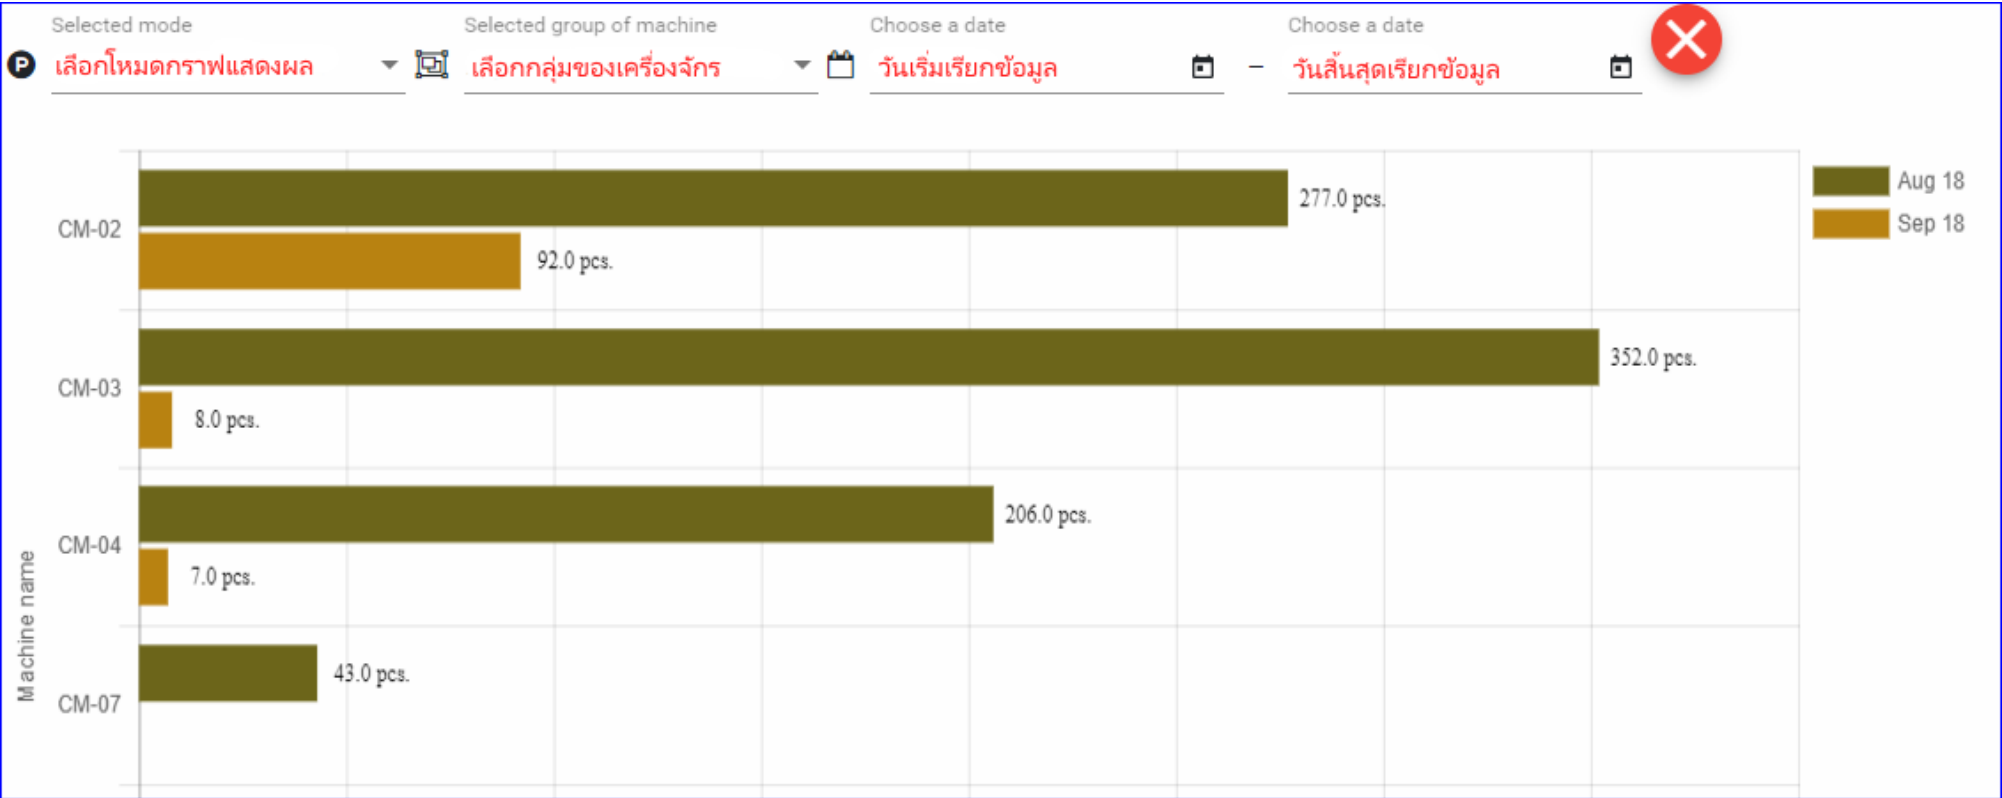 Selected mode
เลือกโหมดกราฟแสดงผล
Selected group of machine
เลือกกลุ่มของเครื่องจักร
Choose a date
วันเริ่มเรียกข้อมูล
–
Choose a date
วันสิ้นสุดเรียกข้อมูล
Aug 18
Sep 18
Machine name
CM-02
277.0 pcs.
92.0 pcs.
CM-03
352.0 pcs.
8.0 pcs.
CM-04
206.0 pcs.
7.0 pcs.
CM-07
43.0 pcs.